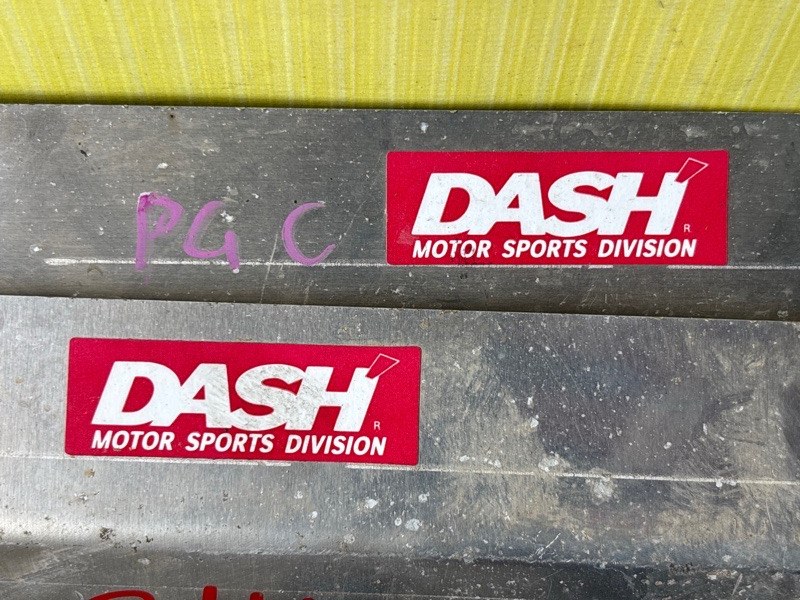 PG C
DASH
R
MOTOR SPORTS DIVISION
DASH
R
MOTOR SPORTS DIVISION